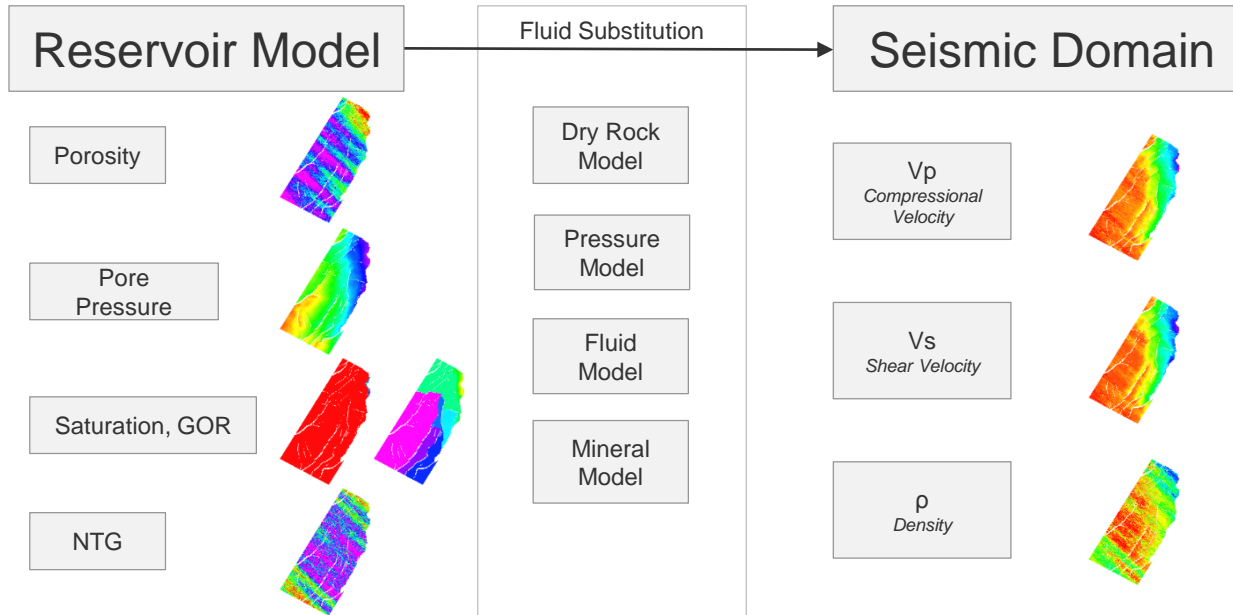 Reservoir Model
Fluid Substitution
Seismic Domain
Porosity
Pore
Pressure
Saturation, GOR
NTG
Dry Rock
Model
Pressure
Model
Fluid
Model
Mineral
Model
Vp
Compressional
Velocity
Vs
Shear Velocity
ρ
Density